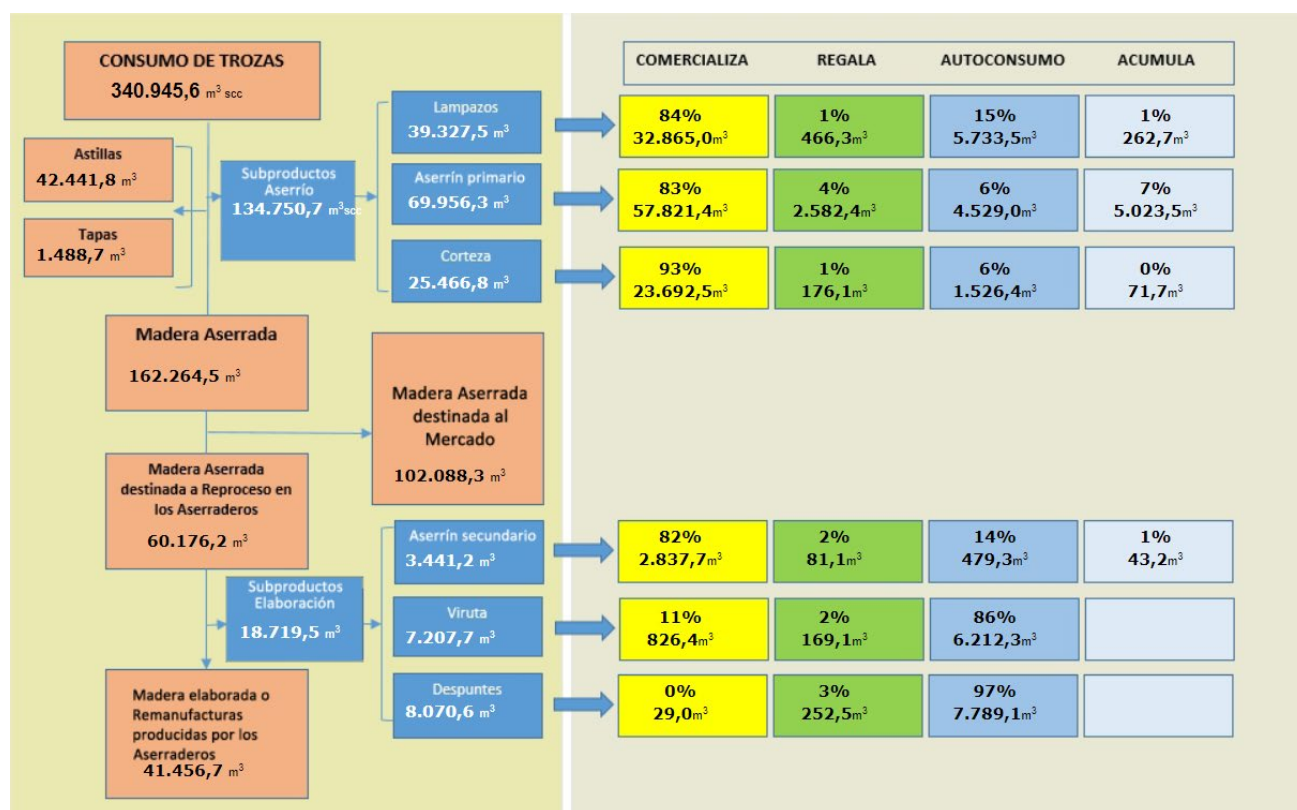 CONSUMO DE TROZAS
340.945,6 m³ scc
Astillas
42.441,8 m³
Tapas
1.488,7 m³
Subproductos
Aserrío
134.750,7 m³scc
Lampazos
39.327,5 m³
Aserrín primario
69.956,3 m³
Corteza
25.466,8 m³
COMERCIALIZA REGALA AUTOCONSUMO ACUMULA
84% 1% 15% 1%
32.865,0m³ 466,3m³ 5.733,5m³ 262,7m³
83% 4% 6% 7%
57.821,4m³ 2.582,4m³ 4.529,0m³ 5.023,5m³
93% 1% 6% 0%
23.692,5m³ 176,1m³ 1.526,4m³ 71,7m³
Madera Aserrada
162.264,5 m³
Madera Aserrada
destinada al
Mercado
102.088,3 m³
Madera Aserrada
destinada a Reproceso en
los Aserraderos
60.176,2 m³
Subproductos
Elaboración
18.719,5 m³
Aserrín secundario
3.441,2 m³
Viruta
7.207,7 m³
Despuntes
8.070,6 m³
82% 2% 14% 1%
2.837,7m³ 81,1m³ 479,3m³ 43,2m³
11% 2% 86%
826,4m³ 169,1m³ 6.212,3m³
0% 3% 97%
29,0m³ 252,5m³ 7.789,1m³
Madera elaborada o
Remanufacturas
producidas por los
Aserraderos
41.456,7 m³